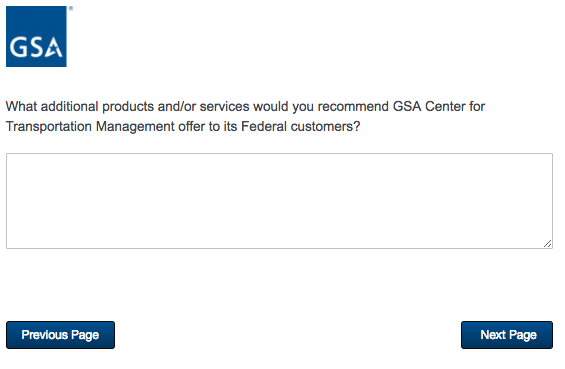 GSA
What additional products and/or services would you recommend GSA Center for
Transportation Management offer to its Federal customers?
Previous Page
Next Page